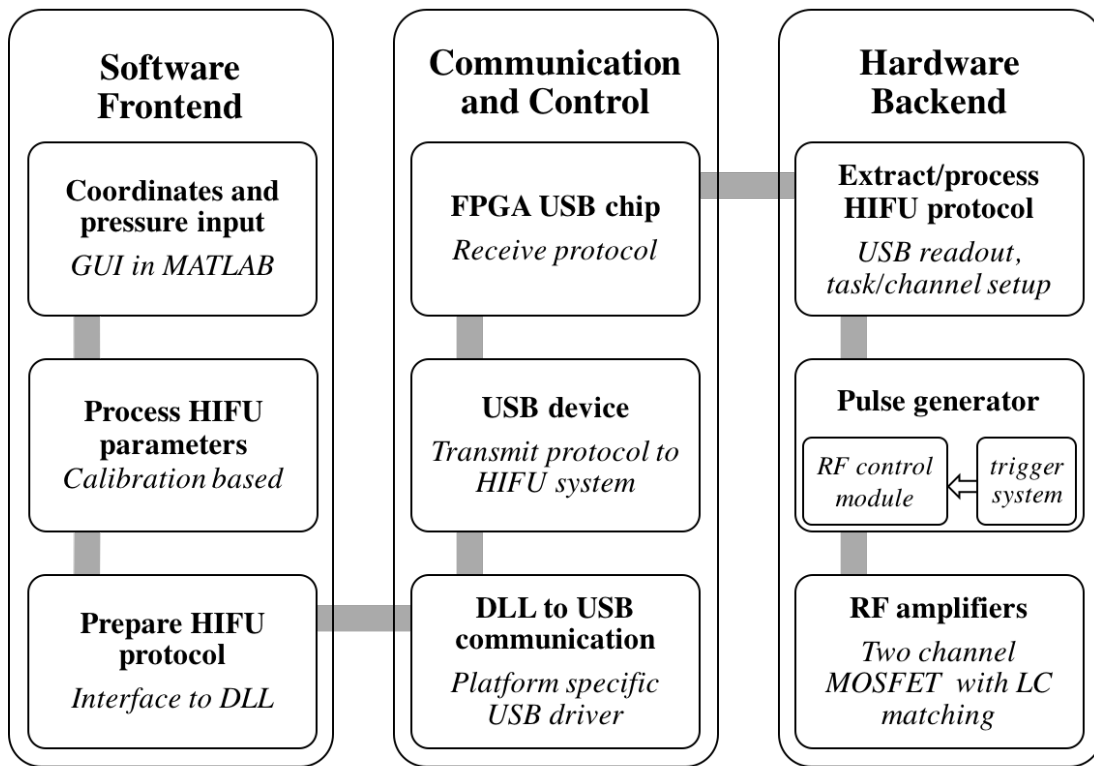 Software
Frontend
Coordinates and
pressure input
GUI in MATLAB
Process HIFU
parameters
Calibration based
Prepare HIFU
protocol
Interface to DLL
Communication
and Control
FPGA USB chip
Receive protocol
USB device
Transmit protocol to
HIFU system
DLL to USB
communication
Platform specific
USB driver
Hardware
Backend
Extract/process
HIFU protocol
USB readout,
task/channel setup
Pulse generator
RF control
module
trigger
system
RF amplifiers
Two channel
MOSFET with LC
matching